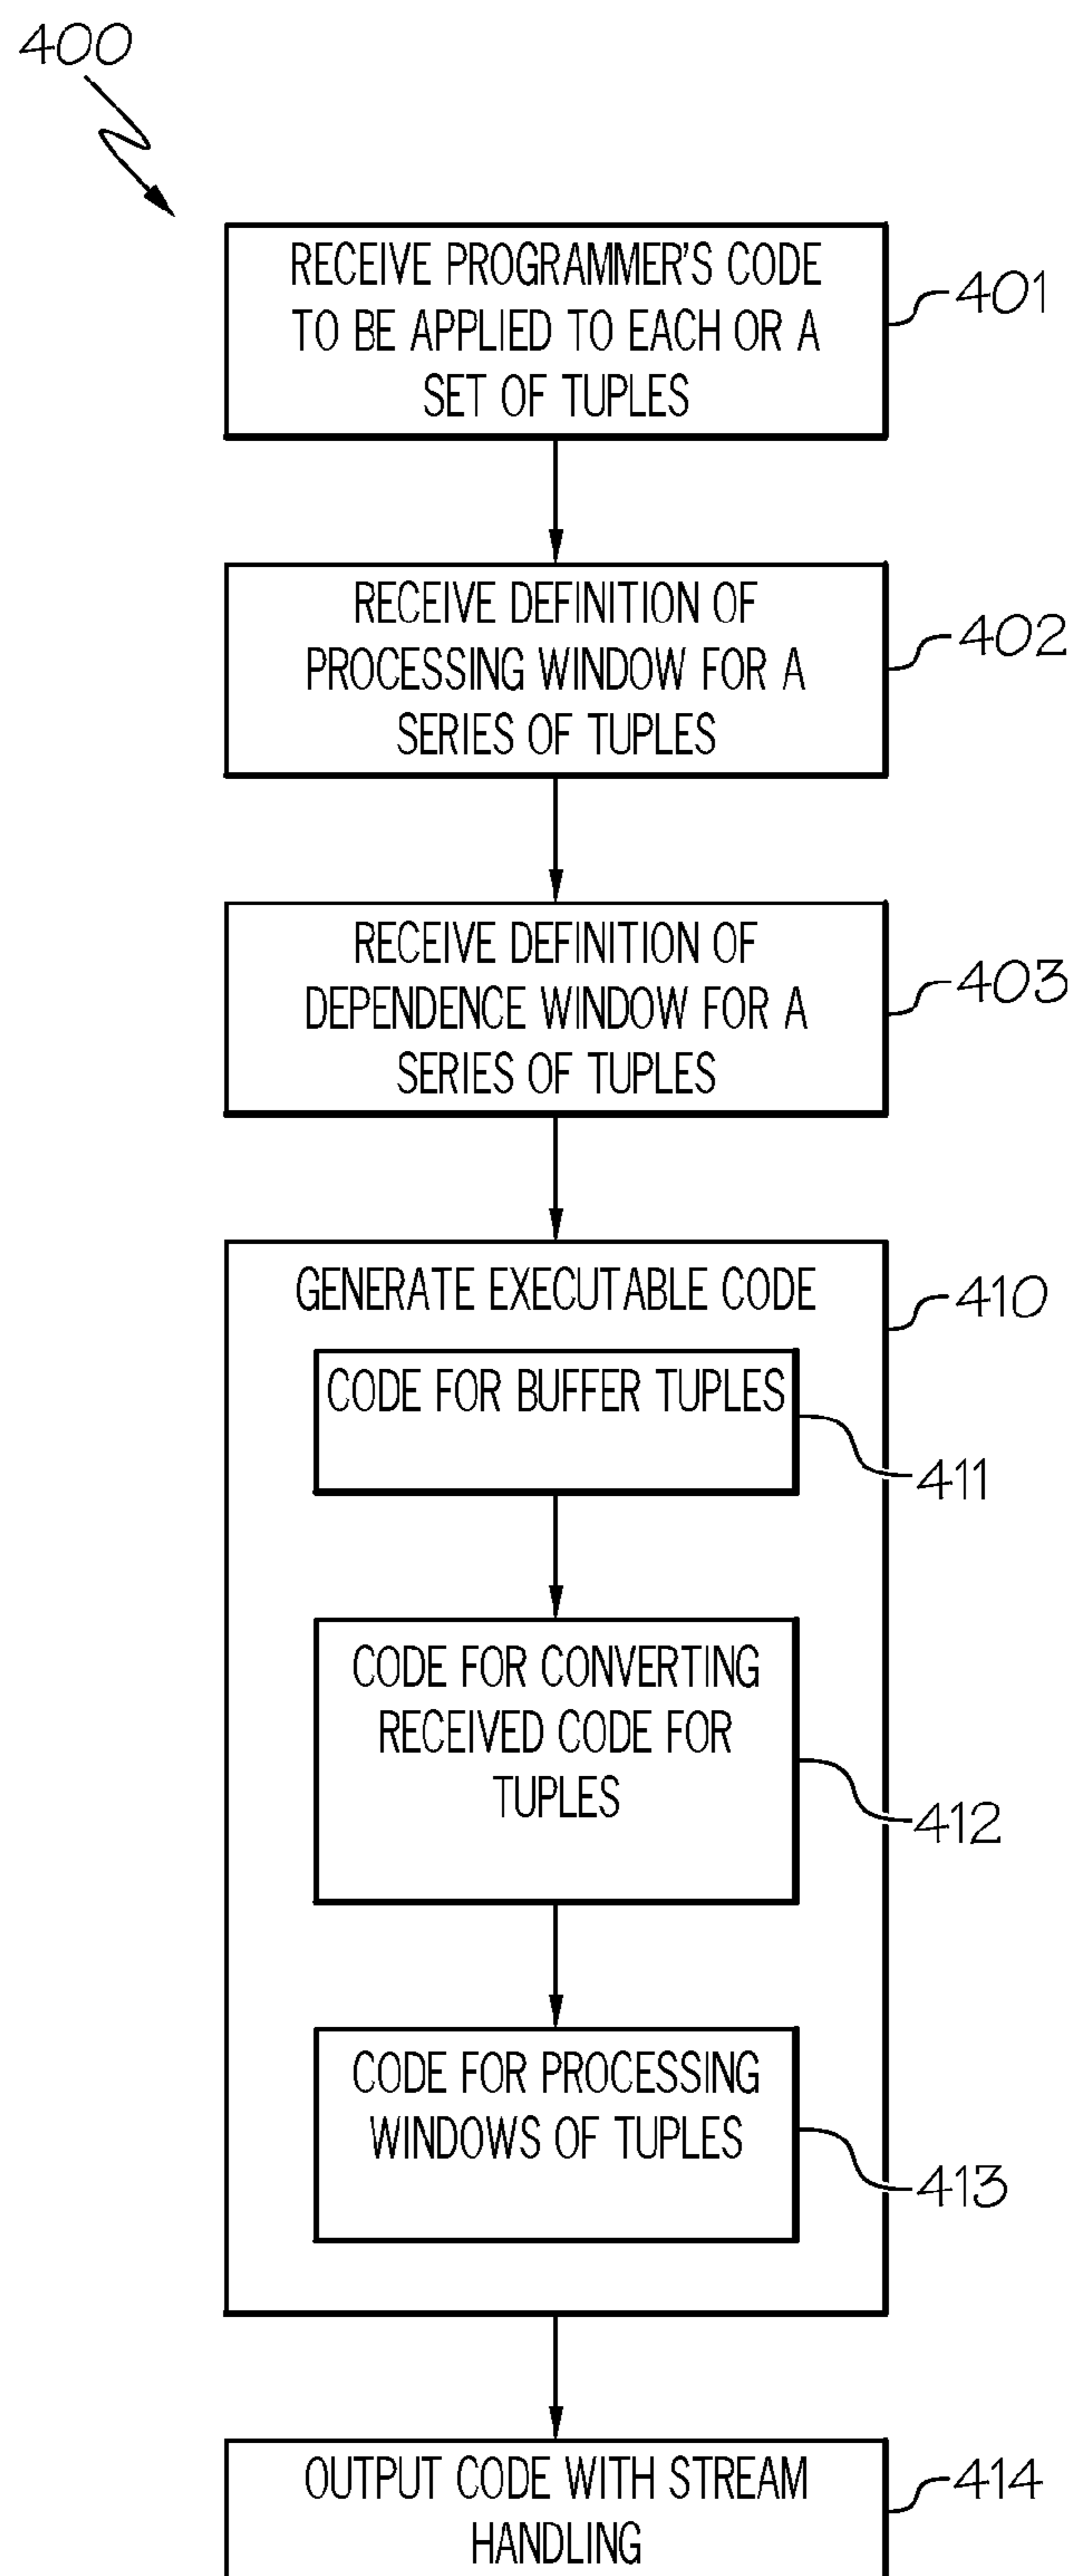 400
RECEIVE PROGRAMMER'S CODE
TO BE APPLIED TO EACH OR A
SET OF TUPLES
401
RECEIVE DEFINITION OF
PROCESSING WINDOW FOR A
SERIES OF TUPLES
402
RECEIVE DEFINITION OF
DEPENDENCE WINDOW FOR A
SERIES OF TUPLES
403
GENERATE EXECUTABLE CODE
410
CODE FOR BUFFER TUPLES
411
CODE FOR CONVERTING
RECEIVED CODE FOR
TUPLES
412
CODE FOR PROCESSING
WINDOWS OF TUPLES
413
OUTPUT CODE WITH STREAM
HANDLING
414